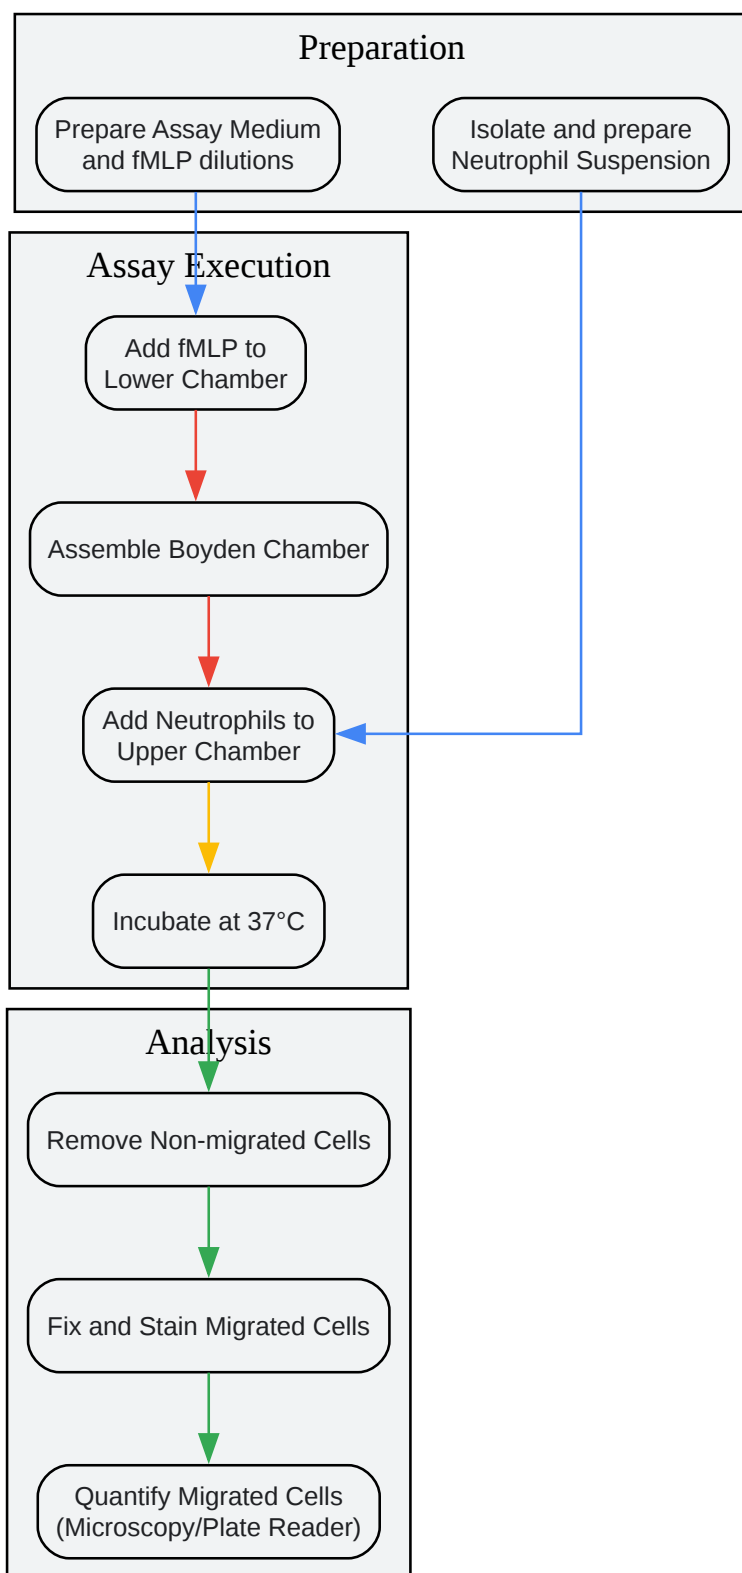 Preparation
Prepare Assay Medium
and fMLP dilutions
Isolate and prepare
Neutrophil Suspension
Assay Execution
Add fMLP to
Lower Chamber
Assemble Boyden Chamber
Add Neutrophils to
Upper Chamber
Incubate at 37°C
Analysis
Remove Non-migrated Cells
Fix and Stain Migrated Cells
Quantify Migrated Cells
(Microscopy/Plate Reader)